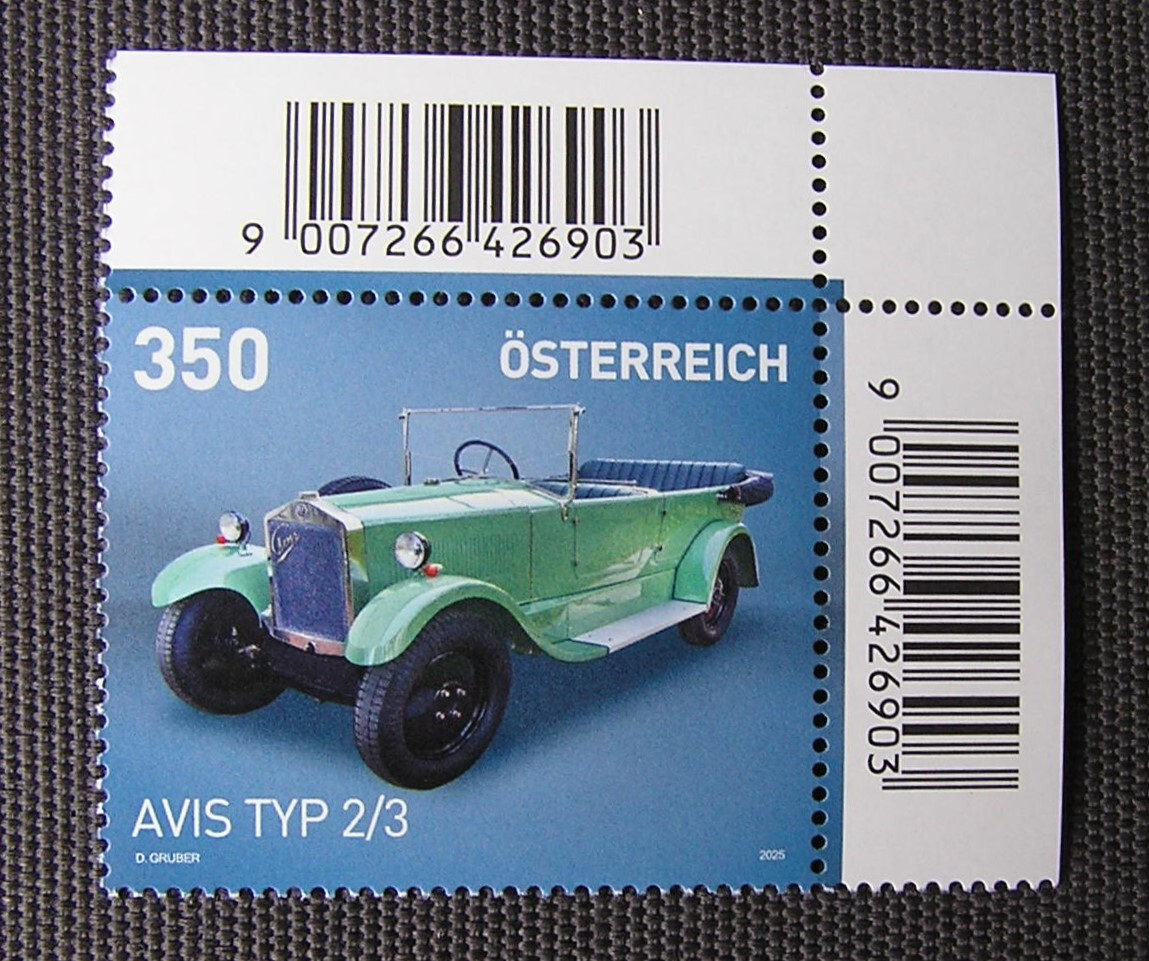 9 007266 426903
350
ÖSTERREICH
9 007266 426903
AVIS TYP 2/3
D. GRUBER
2025